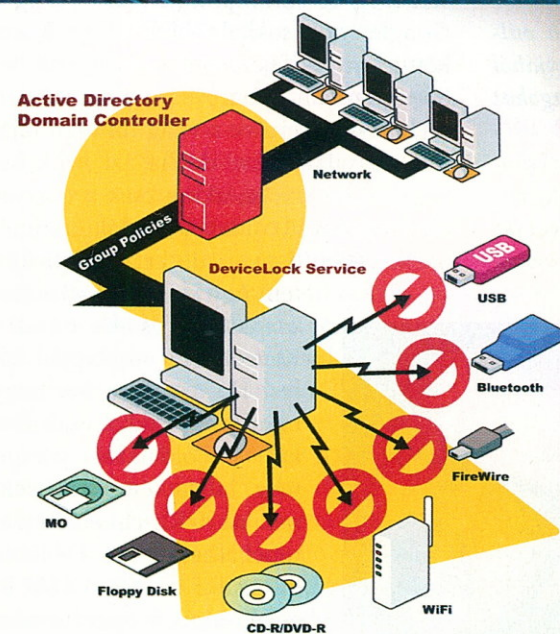 Active Directory
Domain Controller
Network
Group Policies
DeviceLock Service
USB
USB
Bluetooth
FireWire
MO
Floppy Disk
WiFi
CD-R/DVD-R